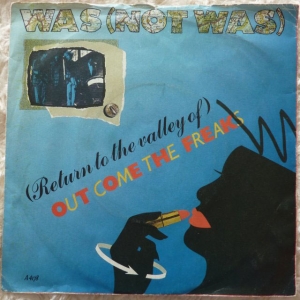 WAS (NOT WAS)
(Return to the valley of)
OUT COME THE FREAKS